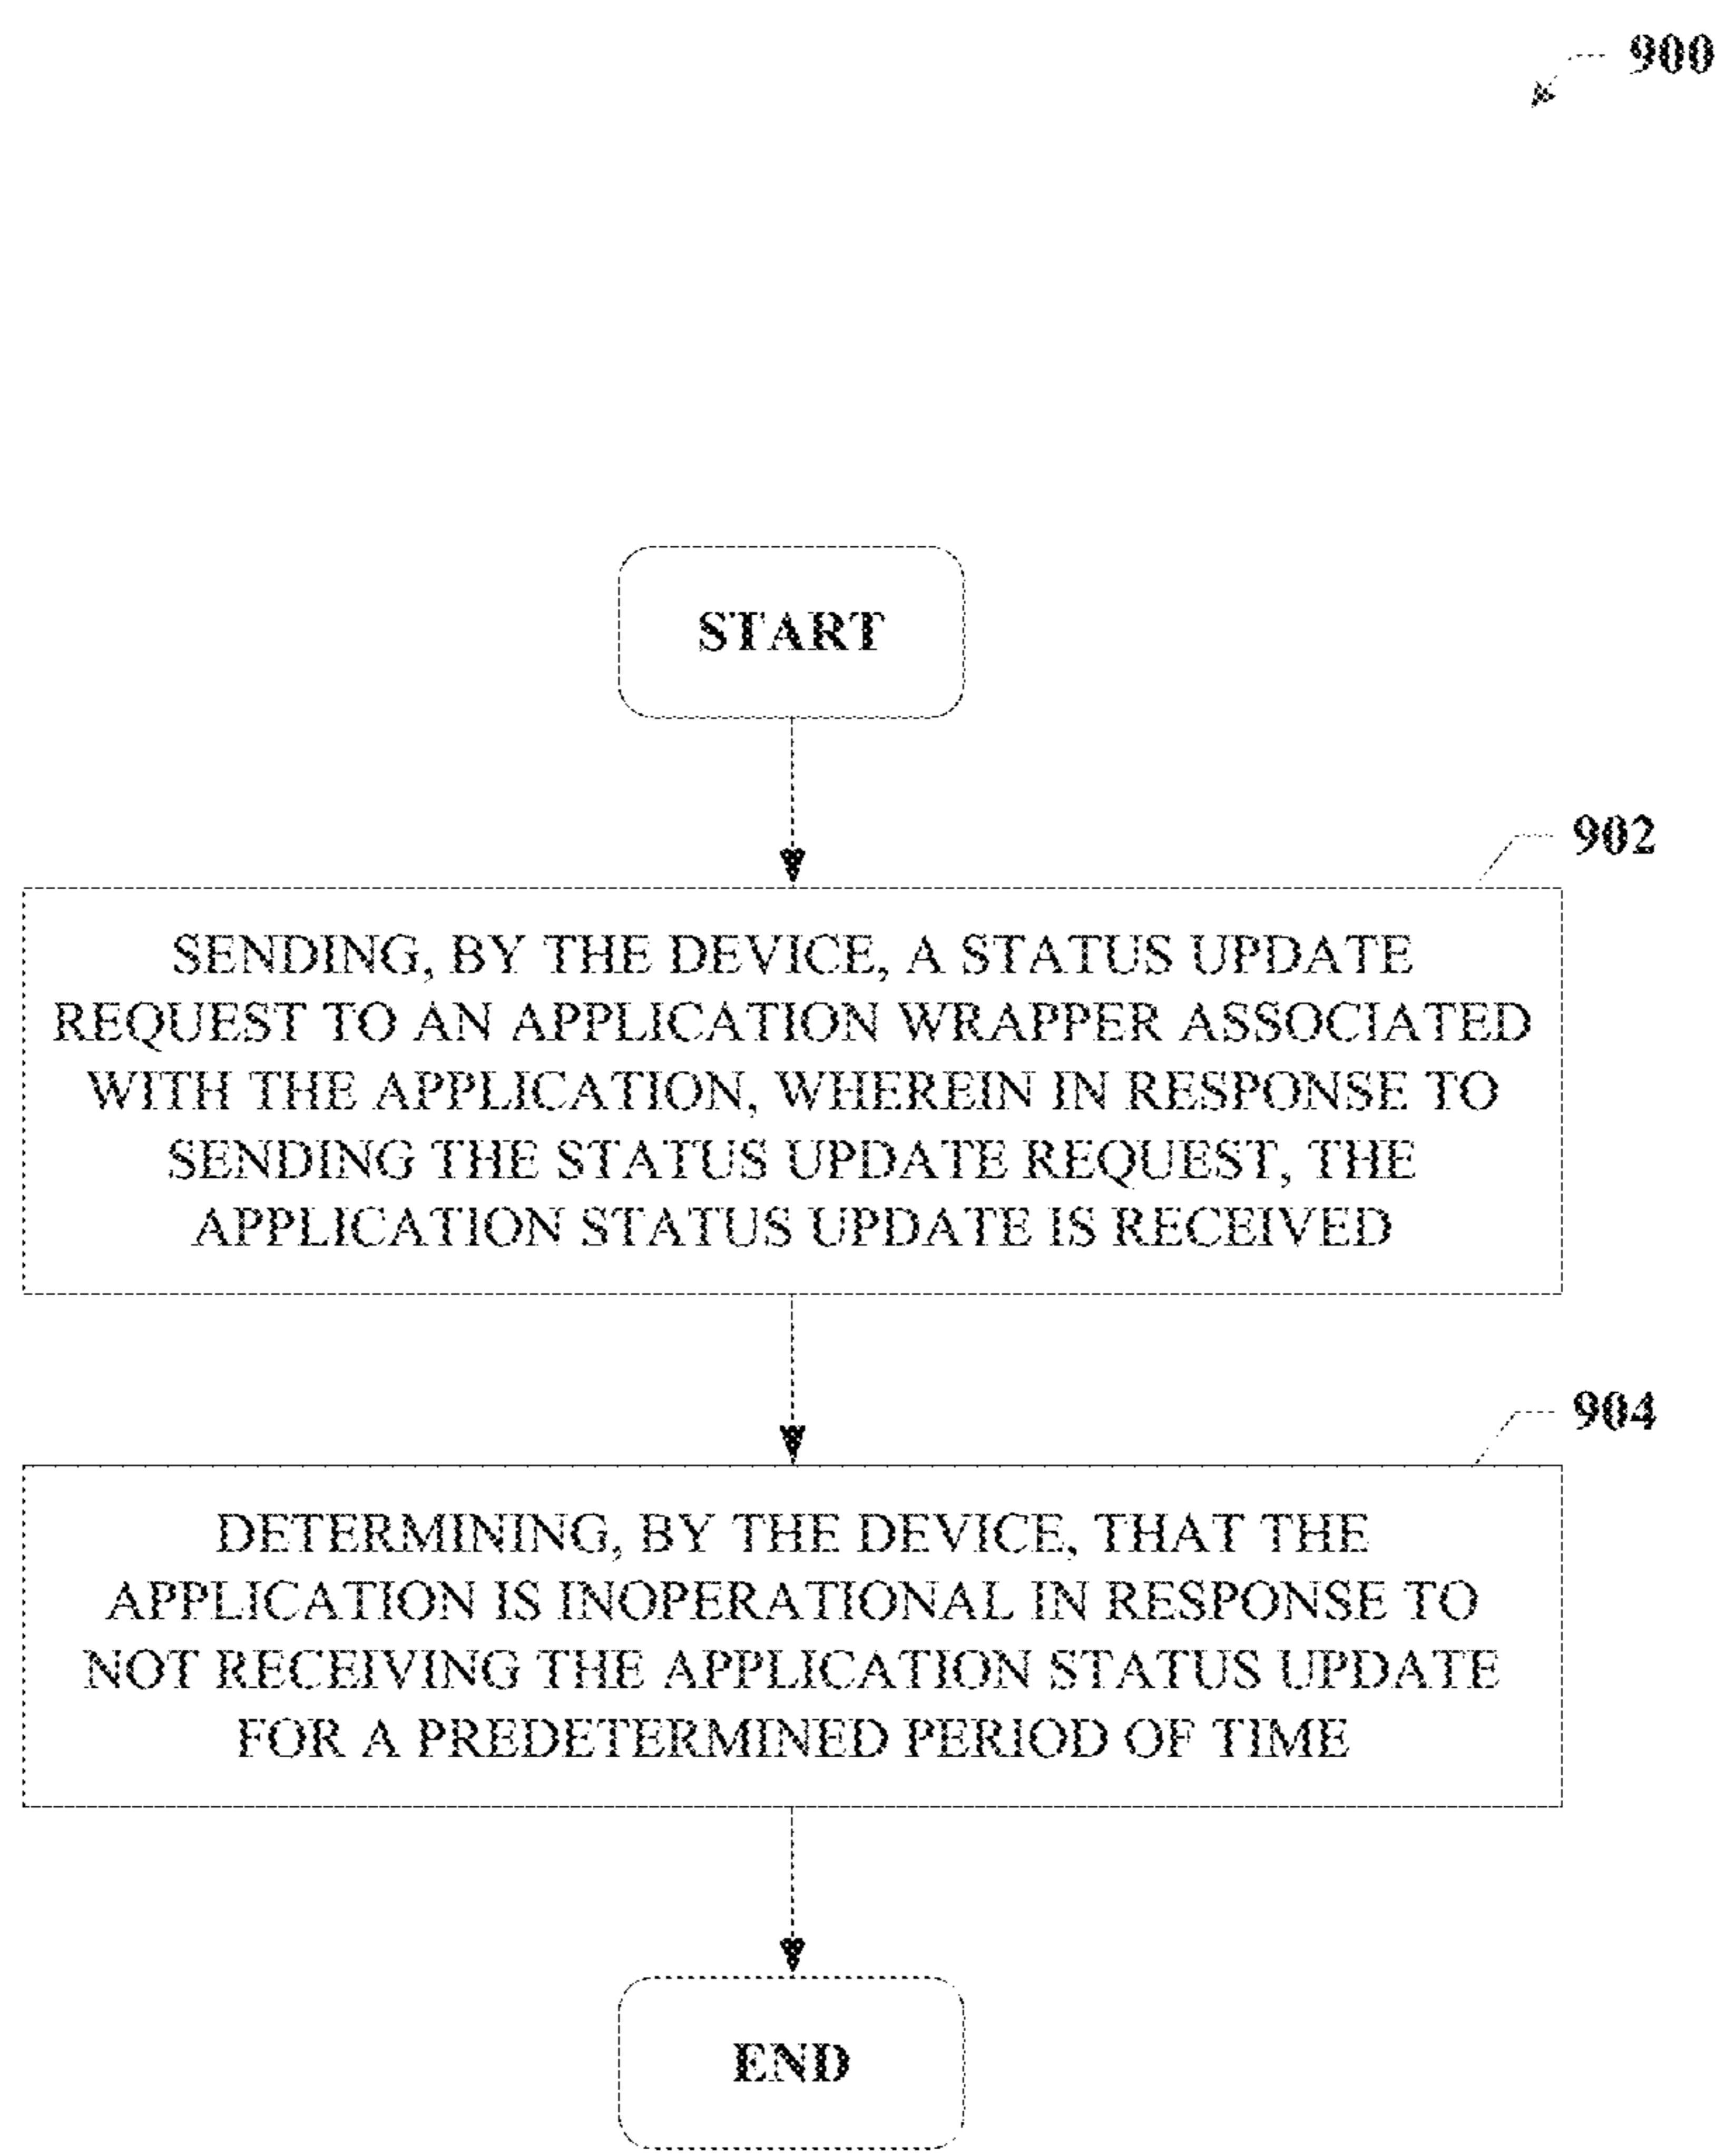 900
START
902
SENDING, BY THE DEVICE, A STATUS UPDATE
REQUEST TO AN APPLICATION WRAPPER ASSOCIATED
WITH THE APPLICATION, WHEREIN IN RESPONSE TO
SENDING THE STATUS UPDATE REQUEST, THE
APPLICATION STATUS UPDATE IS RECEIVED
904
DETERMINING, BY THE DEVICE, THAT THE
APPLICATION IS INOPERATIONAL IN RESPONSE TO
NOT RECEIVING THE APPLICATION STATUS UPDATE
FOR A PREDETERMINED PERIOD OF TIME
END